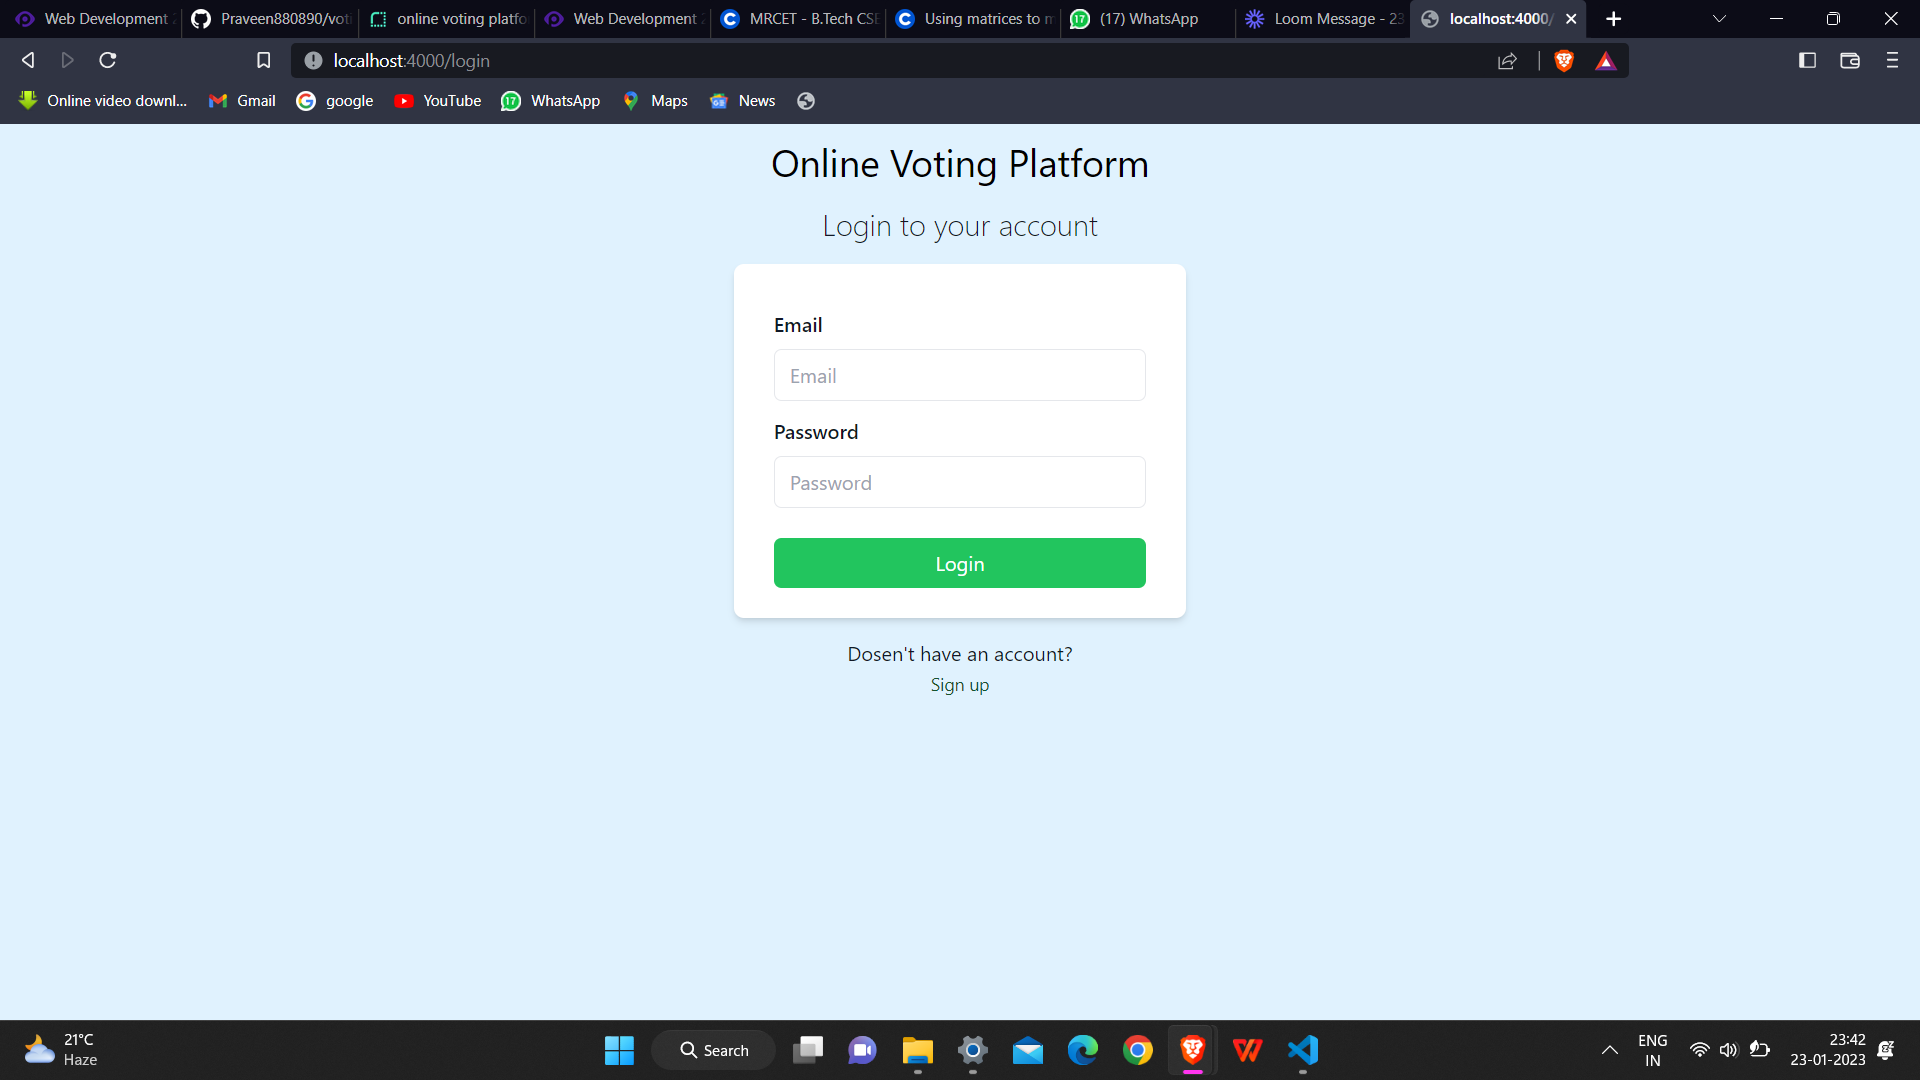 Web Development 2
Praveen880890/voti
online voting platfo
Web Development 2
MRCET - B.Tech CSE
Using matrices to m
(17) WhatsApp
Loom Message - 23
localhost:4000/
localhost:4000/login
Online video downl...
Gmail
google
YouTube
17
WhatsApp
Maps
News
Online Voting Platform
Login to your account
Email
Email
Password
Password
Login
Dosen't have an account?
Sign up
21°C
Haze
Search
ENG
IN
23:42
23-01-2023